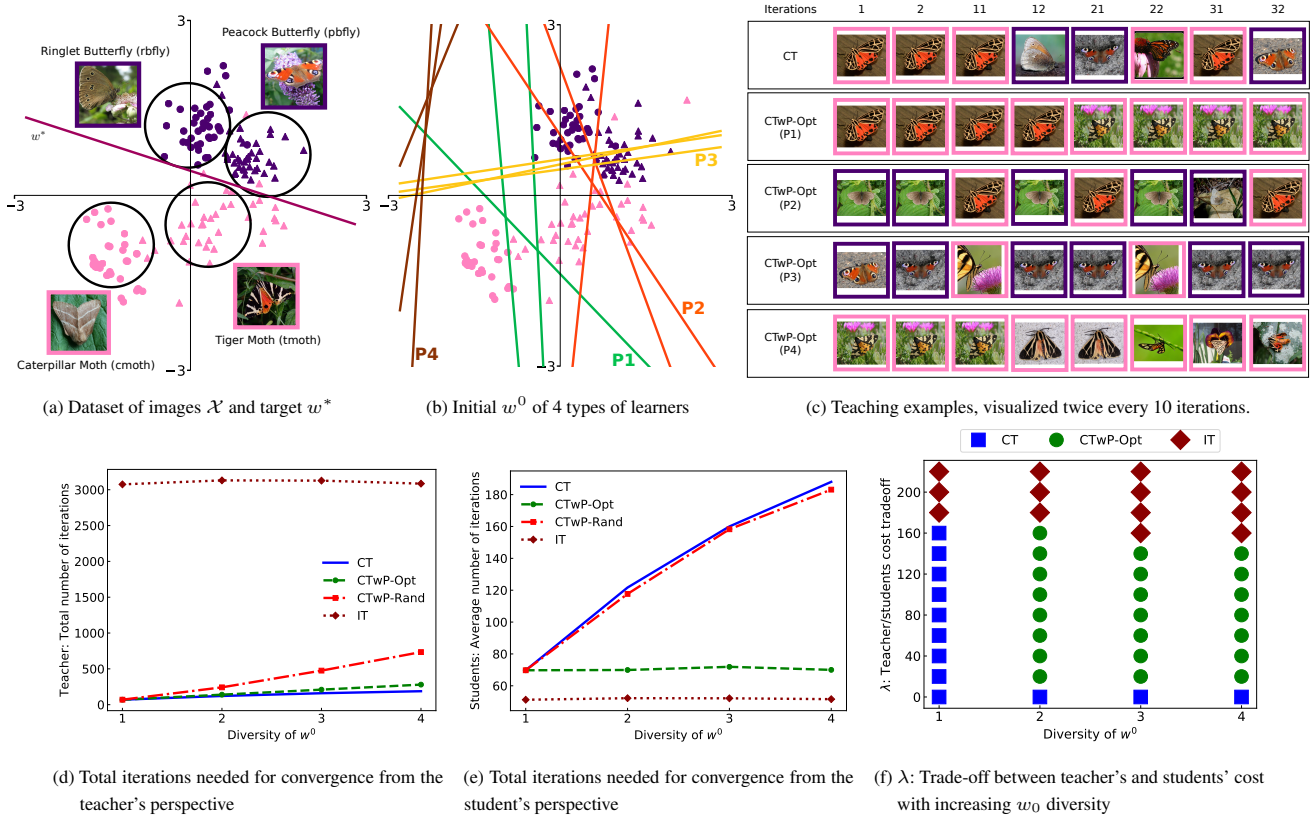 3
Ringlet Butterfly (rbfly)
Peacock Butterfly (pbfly)
w*
−3
3
Caterpillar Moth (cmoth)
Tiger Moth (tmoth)
−3
(a) Dataset of images 𝒳 and target w*
3
P3
−3
3
P4
P1
P2
−3
(b) Initial w⁰ of 4 types of learners
Iterations 1 2 11 12 21 22 31 32
CT
CTwP-Opt
(P1)
CTwP-Opt
(P2)
CTwP-Opt
(P3)
CTwP-Opt
(P4)
(c) Teaching examples, visualized twice every 10 iterations.
Teacher: Total number of iterations
3000
2500
2000
1500
1000
500
0
CT
CTwP-Opt
CTwP-Rand
IT
1 2 3 4
Diversity of w⁰
(d) Total iterations needed for convergence from the
teacher's perspective
Students: Average number of iterations
180
160
140
120
100
80
60
CT
CTwP-Opt
CTwP-Rand
IT
1 2 3 4
Diversity of w⁰
(e) Total iterations needed for convergence from the
student's perspective
CT CTwP-Opt IT
λ: Teacher/students cost tradeoff
200
160
120
80
40
0
1 2 3 4
Diversity of w⁰
(f) λ: Trade-off between teacher's and students' cost
with increasing w₀ diversity